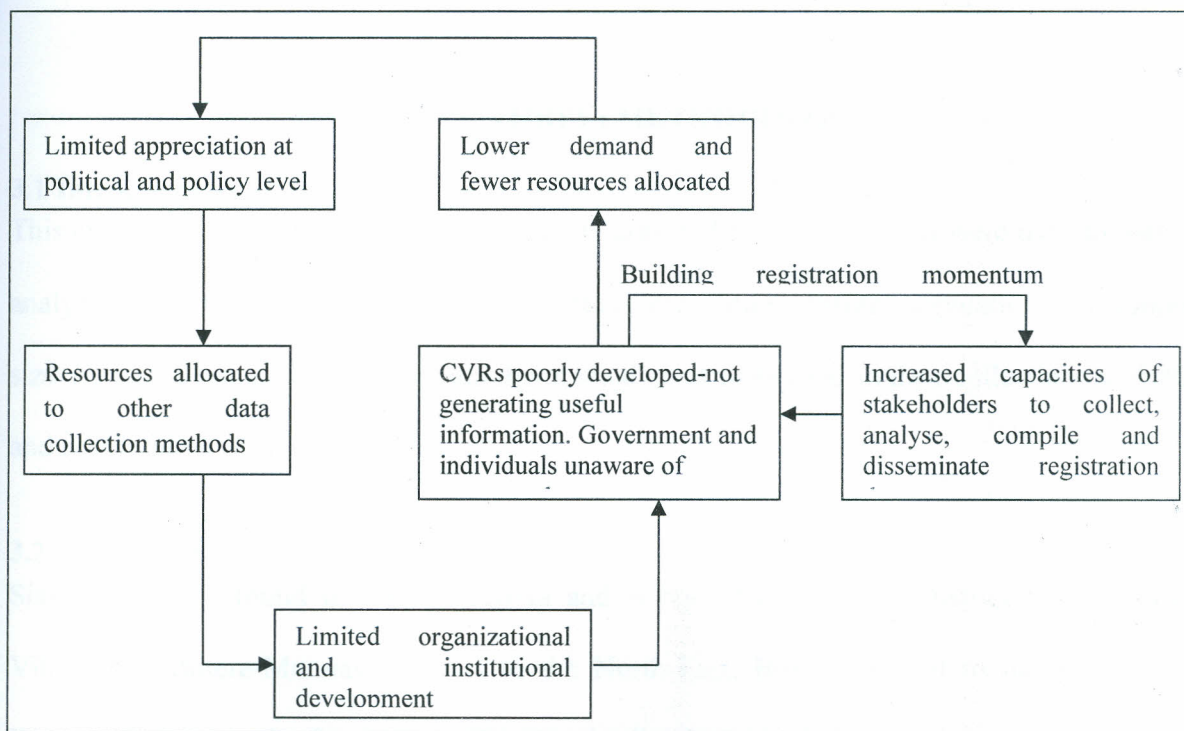 Limited appreciation at
political and policy level
Lower demand and
fewer resources allocated
Building registration momentum
Resources allocated
to other data
collection methods
CVRs poorly developed-not
generating useful
information. Government and
individuals unaware of
Increased capacities of
stakeholders to collect,
analyse, compile and
disseminate registration
Limited organizational
and institutional
development